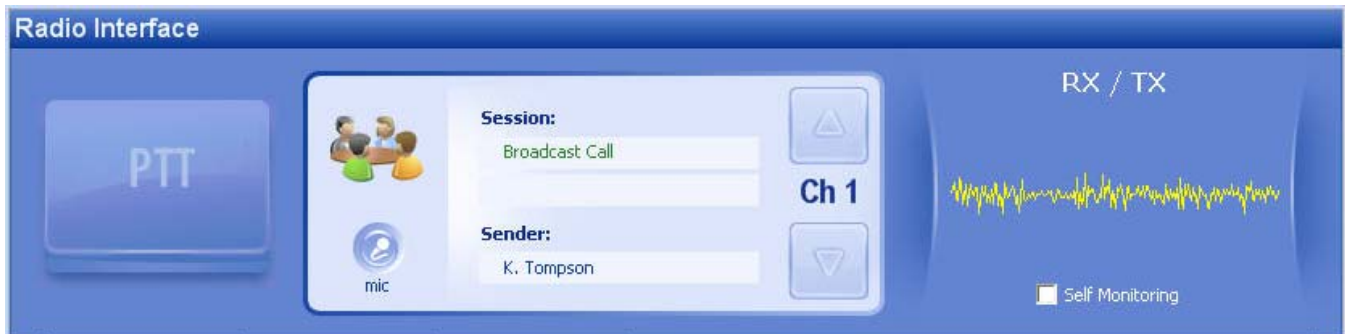 Radio Interface
PTT
Session:
Broadcast Call
Sender:
K. Tompson
mic
Ch 1
RX / TX
Self Monitoring